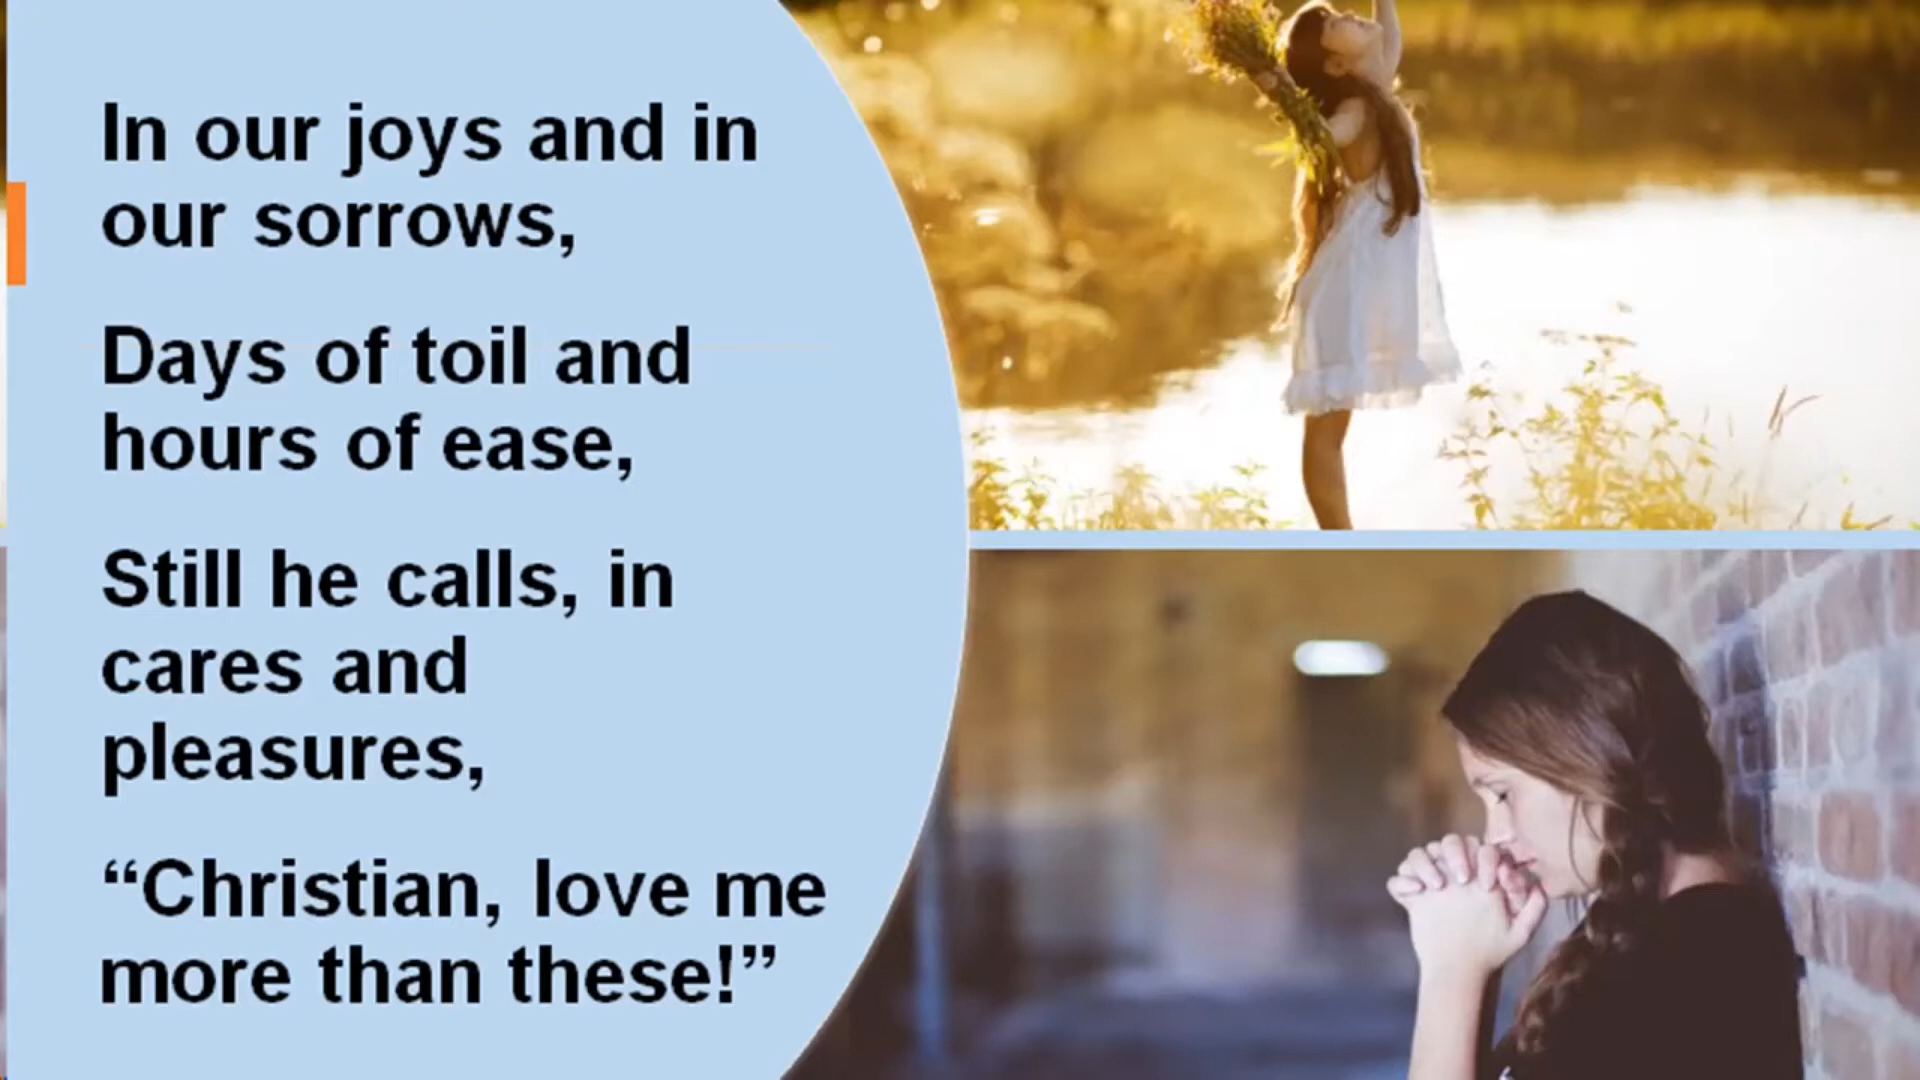 In our joys and in
our sorrows,
Days of toil and
hours of ease,
Still he calls, in
cares and
pleasures,
“Christian, love me
more than these!”